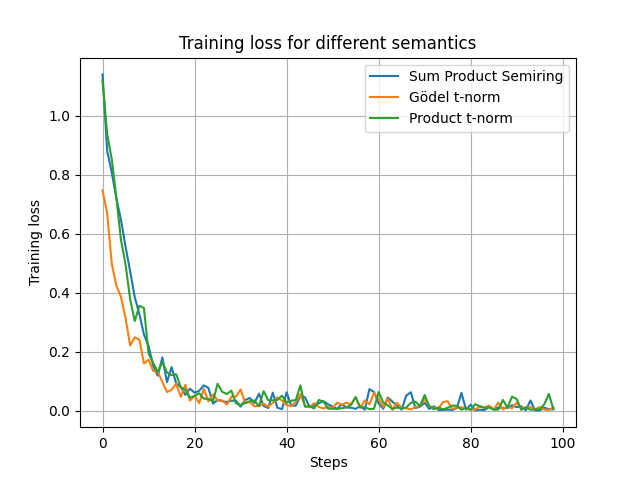 Training loss for different semantics
Sum Product Semiring
Gödel t-norm
Product t-norm
Training loss
1.0
0.8
0.6
0.4
0.2
0.0
0
20
40
60
80
100
Steps